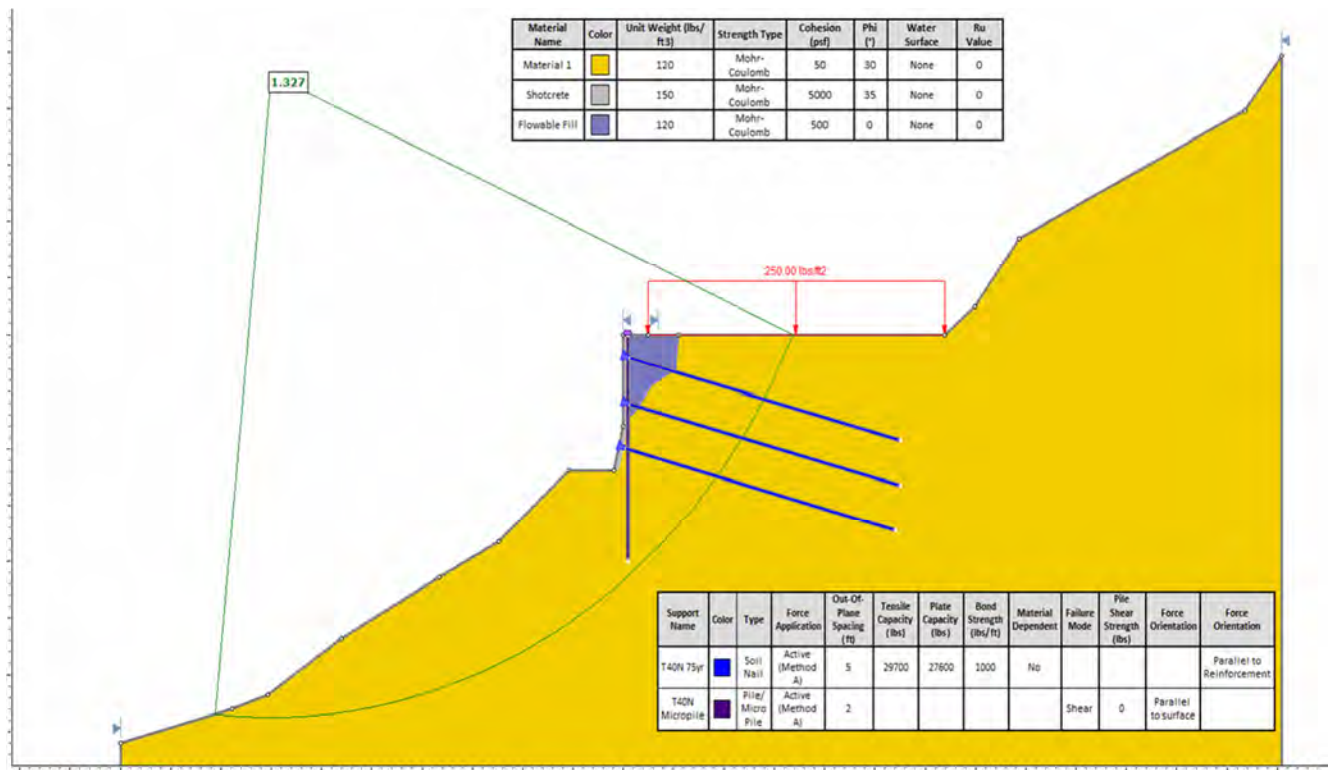 Material Name Color Unit Weight (lbs/ft3) Strength Type Cohesion (psf) Phi (°) Water Surface Ru Value
Material 1 120 Mohr-Coulomb 50 30 None 0
Shotcrete 150 Mohr-Coulomb 5000 35 None 0
Flowable Fill 120 Mohr-Coulomb 500 0 None 0
1.327
250.00 lbs/ft2
Support Name Color Type Force Application Out-Of-Plane Spacing (ft) Tensile Capacity (lbs) Plate Capacity (lbs) Bond Strength (lbs/ft) Material Dependent Failure Mode Pile Shear Strength (lbs) Force Orientation Force Orientation
T40N 75yr Soil Nail Active (Method A) 5 29700 27600 1000 No Parallel to Reinforcement
T40N Micropile Pile/Micro Pile Active (Method A) 2 Shear 0 Parallel to surface